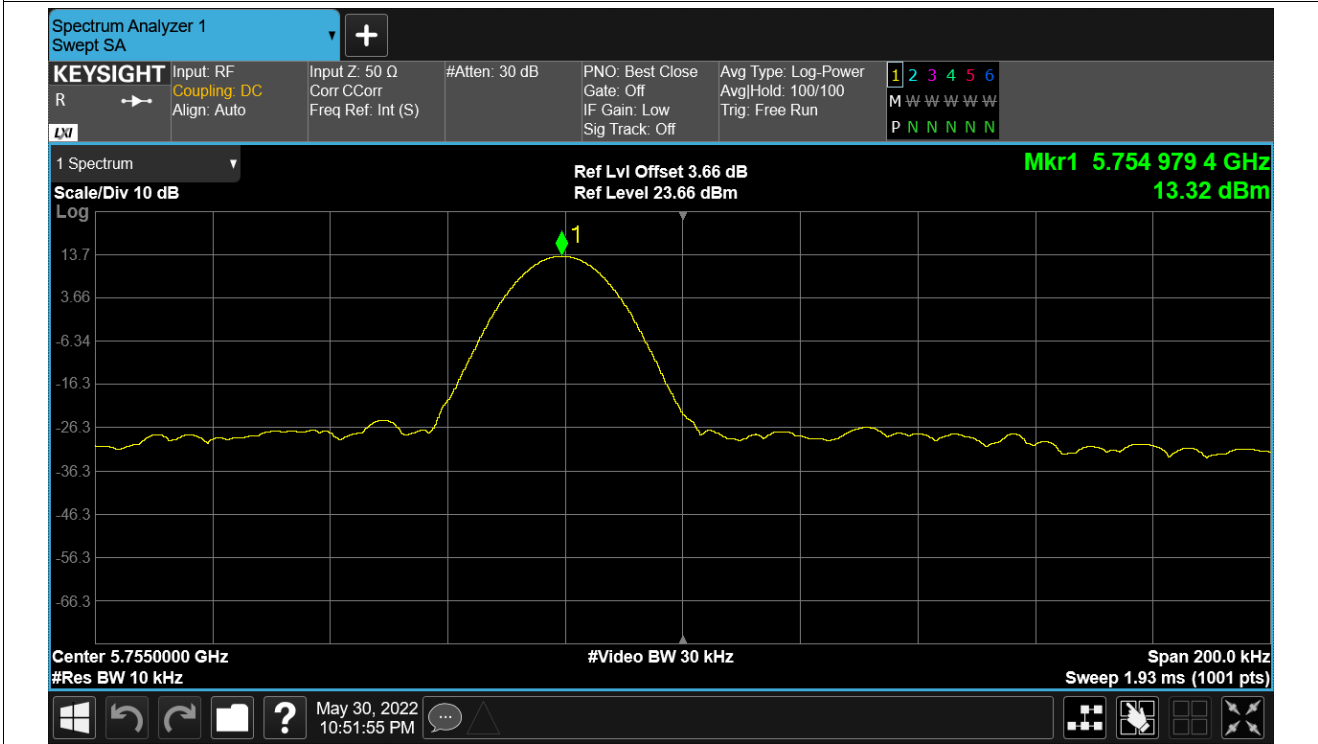 Spectrum Analyzer 1
Swept SA
KEYSIGHT
R
LXI
Input: RF
Coupling: DC
Align: Auto
Input Z: 50 Ω
Corr CCorr
Freq Ref: Int (S)
#Atten: 30 dB
PNO: Best Close
Gate: Off
IF Gain: Low
Sig Track: Off
Avg Type: Log-Power
Avg|Hold: 100/100
Trig: Free Run
1 2 3 4 5 6
M W W W W W
P N N N N N
1 Spectrum
Scale/Div 10 dB
Log
Ref Lvl Offset 3.66 dB
Ref Level 23.66 dBm
Mkr1 5.754 979 4 GHz
13.32 dBm
1
13.7
3.66
-6.34
-16.3
-26.3
-36.3
-46.3
-56.3
-66.3
Center 5.7550000 GHz
#Res BW 10 kHz
#Video BW 30 kHz
Span 200.0 kHz
Sweep 1.93 ms (1001 pts)
?
May 30, 2022
10:51:55 PM